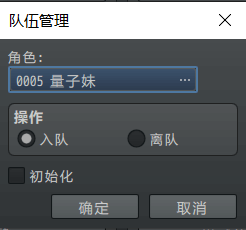 队伍管理
角色:
0005 量子妹 ...
操作
入队 离队
初始化
确定 取消